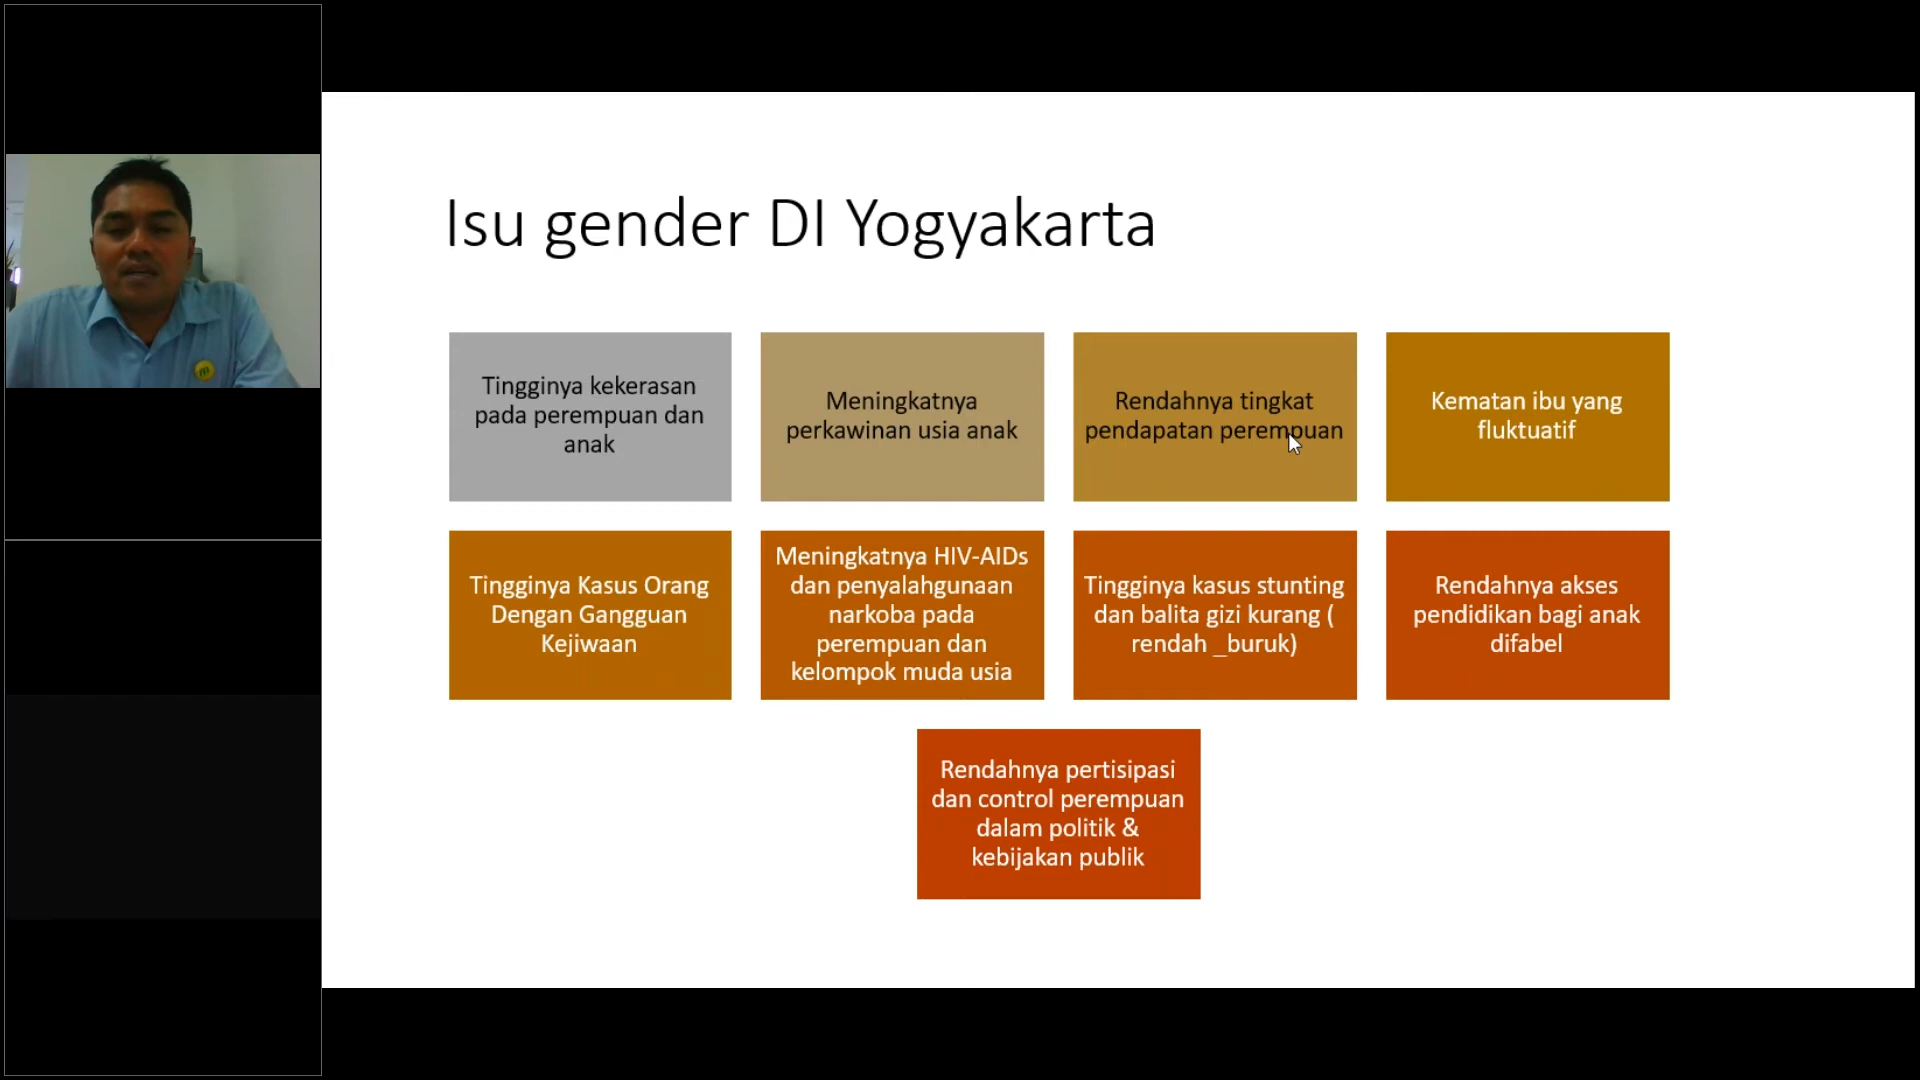 Isu gender DI Yogyakarta
Tingginya kekerasan
pada perempuan dan
anak
Meningkatnya
perkawinan usia anak
Rendahnya tingkat
pendapatan perempuan
Kematan ibu yang
fluktuatif
Tingginya Kasus Orang
Dengan Gangguan
Kejiwaan
Meningkatnya HIV-AIDs
dan penyalahgunaan
narkoba pada
perempuan dan
kelompok muda usia
Tingginya kasus stunting
dan balita gizi kurang (
rendah _buruk)
Rendahnya akses
pendidikan bagi anak
difabel
Rendahnya pertisipasi
dan control perempuan
dalam politik &
kebijakan publik